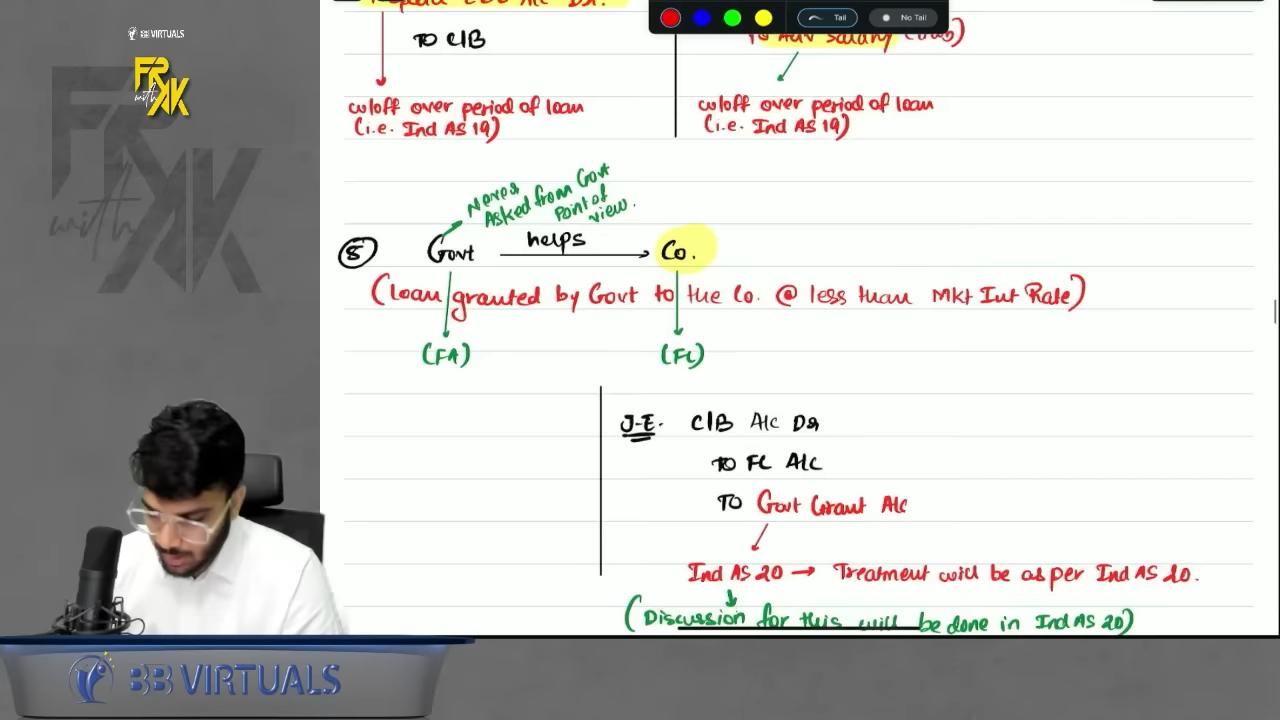 BB VIRTUALS
FR
with
AK
Tail
No Tail
To C/B
w/off over period of loan
(i.e. Ind AS 19)
w/off over period of loan
(i.e. Ind AS 19)
Never
Asked from Govt
Point of
view.
8 Govt helps Co.
(Loan granted by Govt to the Co. @ less than Mkt Int Rate)
(FA) (FL)
J.E. C/B A/c Dr
To FL A/c
To Govt Grant A/c
Ind AS 20 → Treatment will be as per Ind AS 20.
(Discussion for this will be done in Ind AS 20)
BB VIRTUALS